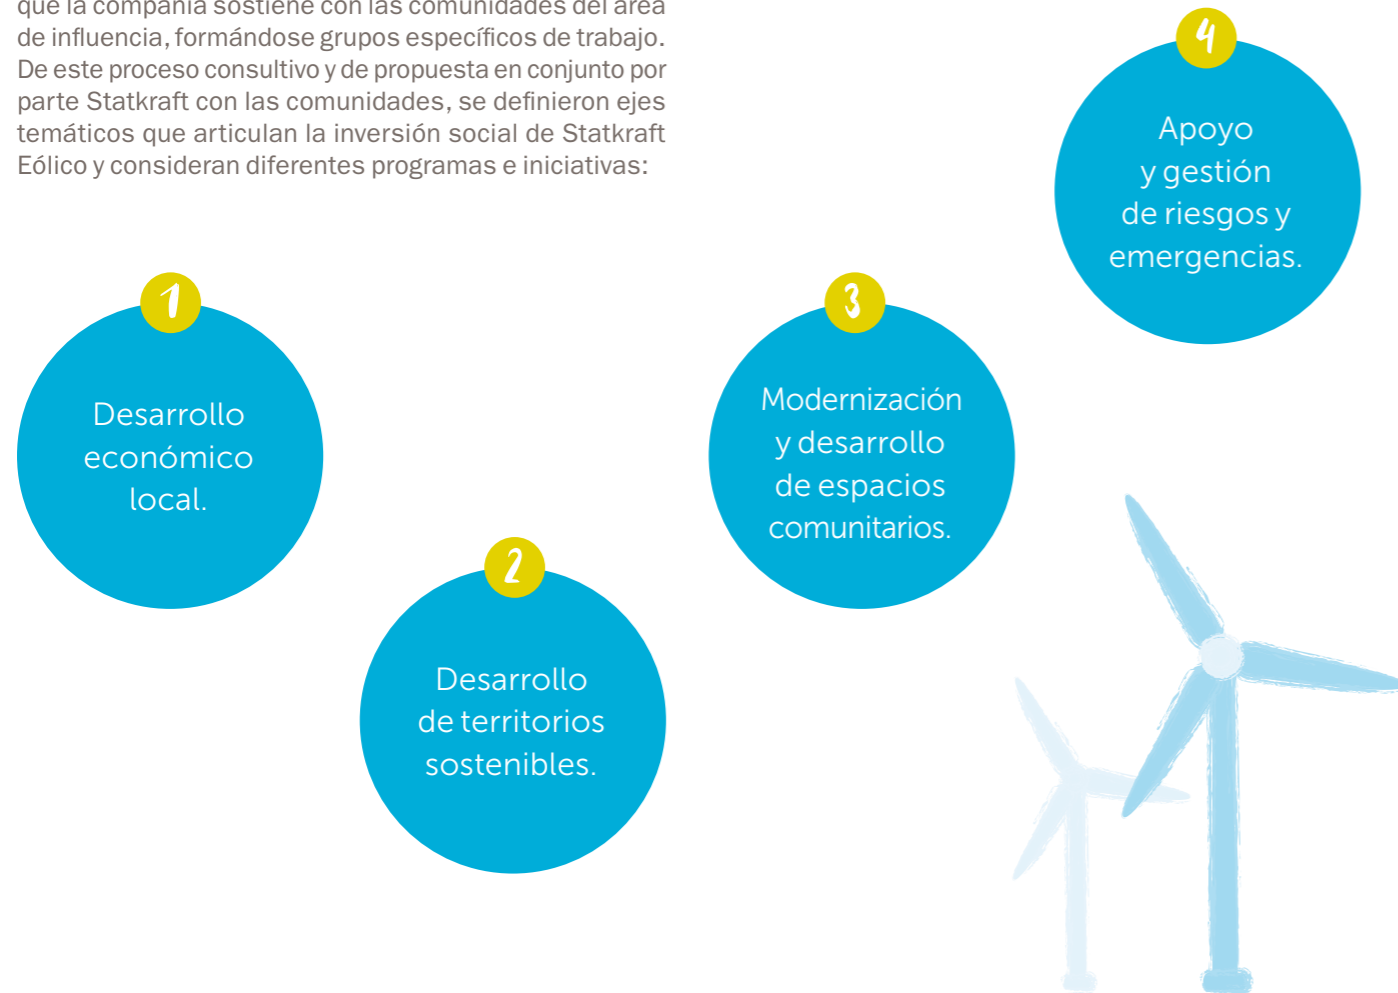 que la compañía sostiene con las comunidades del área
de influencia, formándose grupos específicos de trabajo.
De este proceso consultivo y de propuesta en conjunto por
parte Statkraft con las comunidades, se definieron ejes
temáticos que articulan la inversión social de Statkraft
Eólico y consideran diferentes programas e iniciativas:
1
Desarrollo
económico
local.
2
Desarrollo
de territorios
sostenibles.
3
Modernización
y desarrollo
de espacios
comunitarios.
4
Apoyo
y gestión
de riesgos y
emergencias.